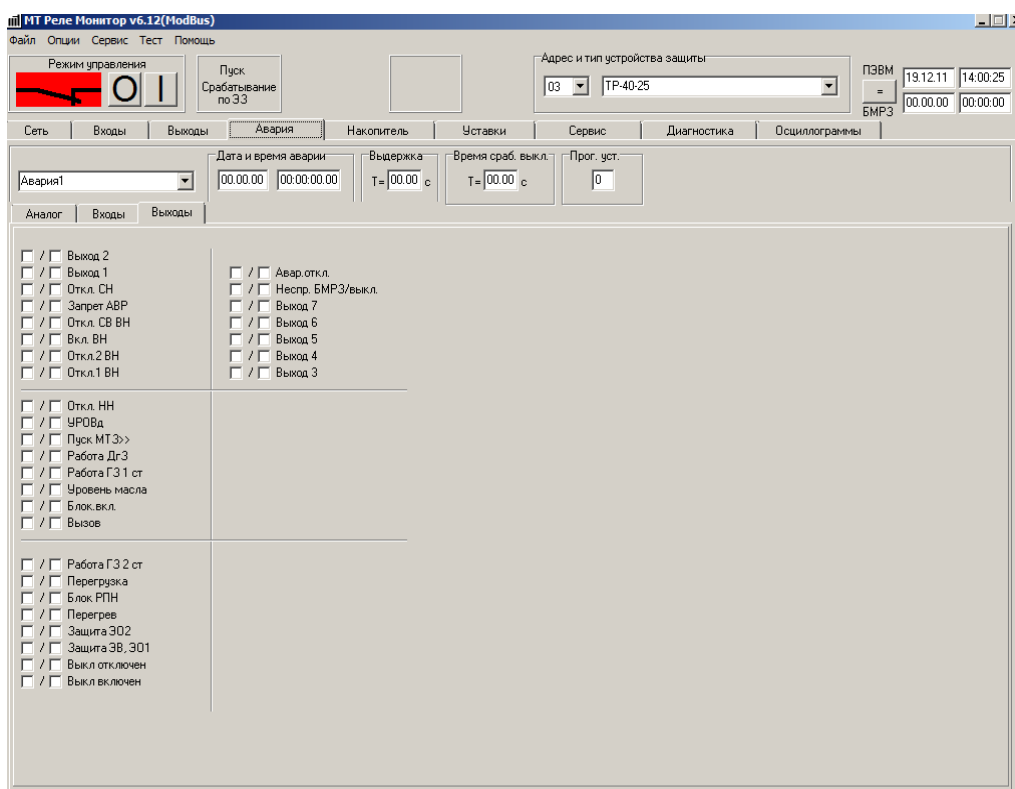 МТ Реле Монитор v6.12(ModBus)
Файл Опции Сервис Тест Помощь
Режим управления
O I
Пуск
Срабатывание
по ЭЗ
Адрес и тип устройства защиты
03 ТР-40-25
ПЭВМ 19.12.11 14:00:25
=
БМРЗ 00.00.00 00:00:00
Сеть Входы Выходы Авария Накопитель Уставки Сервис Диагностика Осциллограммы
Дата и время аварии Выдержка Время сраб. выкл. Прог. уст.
Авария1 00.00.00 00:00:00.00 T= 00.00 с T= 00.00 с 0
Аналог Входы Выходы
/ Выход 2
/ Выход 1
/ Откл. СН
/ Запрет АВР
/ Откл. СВ ВН
/ Вкл. ВН
/ Откл.2 ВН
/ Откл.1 ВН
/ Авар.откл.
/ Неспр. БМРЗ/выкл.
/ Выход 7
/ Выход 6
/ Выход 5
/ Выход 4
/ Выход 3
/ Откл. НН
/ УРОВд
/ Пуск МТЗ>>
/ Работа ДгЗ
/ Работа ГЗ 1 ст
/ Уровень масла
/ Блок.вкл.
/ Вызов
/ Работа ГЗ 2 ст
/ Перегрузка
/ Блок РПН
/ Перегрев
/ Защита ЭО2
/ Защита ЭВ, ЭО1
/ Выкл отключен
/ Выкл включен